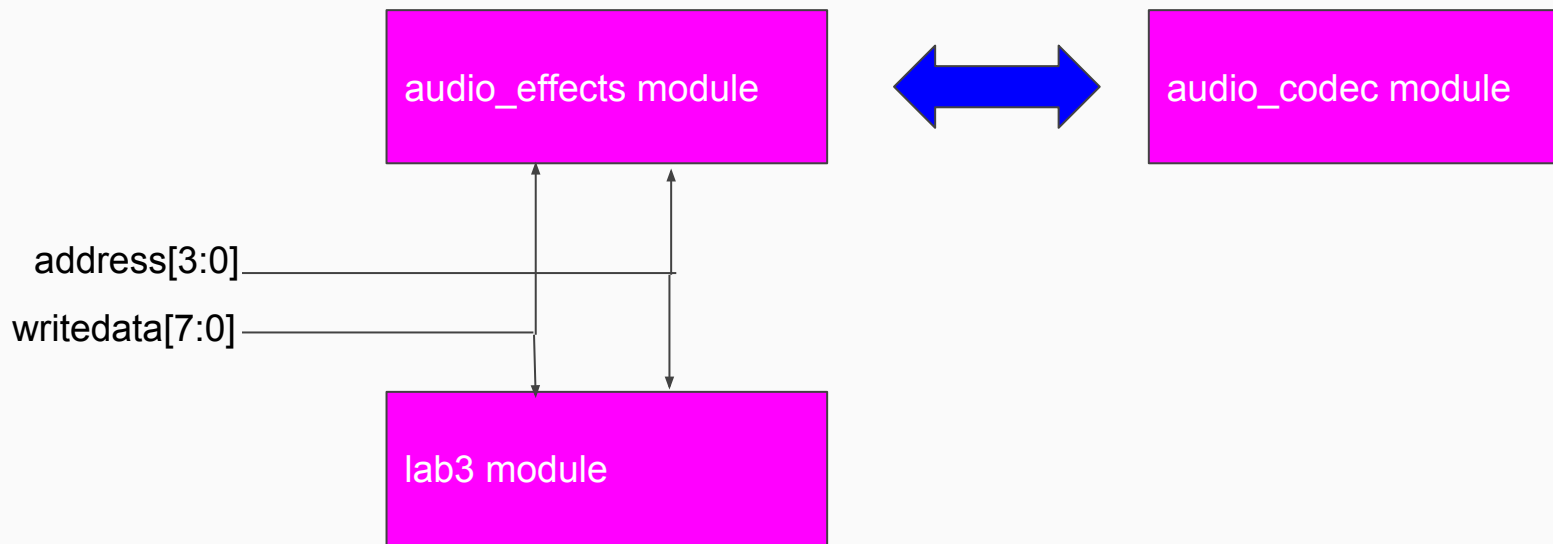 audio_effects module
audio_codec module
address[3:0]
writedata[7:0]
lab3 module